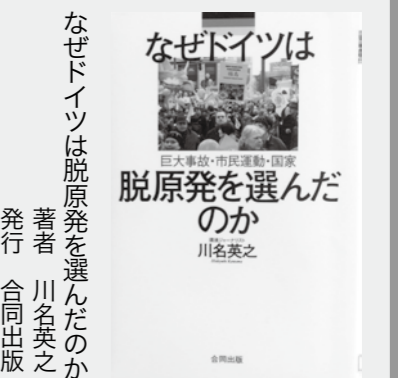 なぜドイツは脱原発を選んだのか
著者　川名英之
発行　合同出版
なぜドイツは
巨大事故・市民運動・国家
脱原発を選んだ
のか
川名英之
合同出版